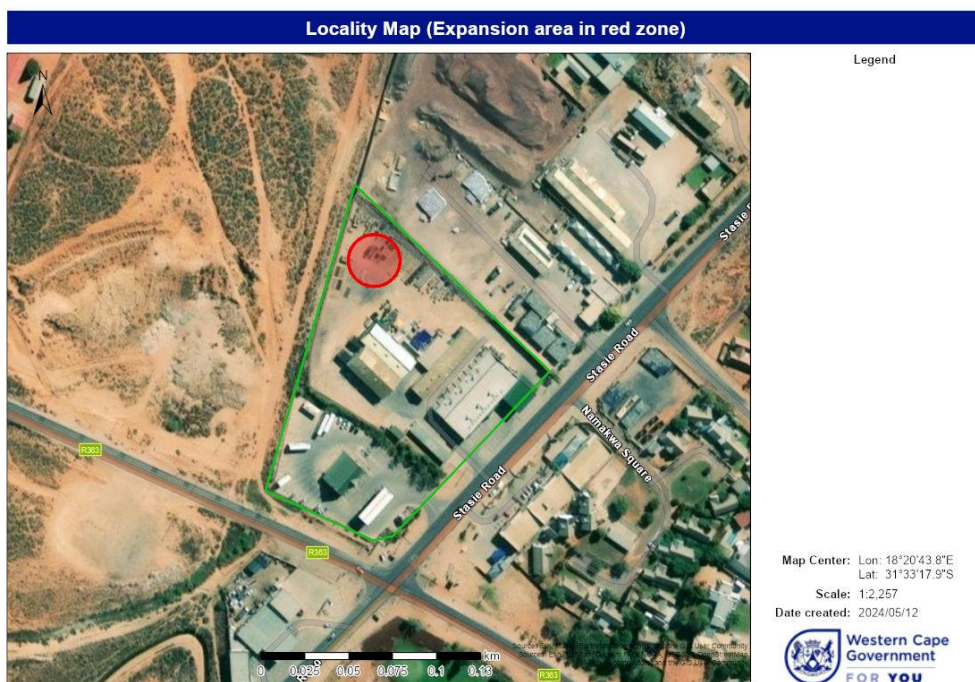 Locality Map (Expansion area in red zone)
Legend
N
Stasie
Stasie Road
Namakwa Square
Stasie Road
R363
R363
R363
0 0.025 0.05 0.075 0.1 0.13 km
Map Center: Lon: 18°20'43.8"E
Lat: 31°33'17.9"S
Scale: 1:2,257
Date created: 2024/05/12
Western Cape
Government
FOR YOU